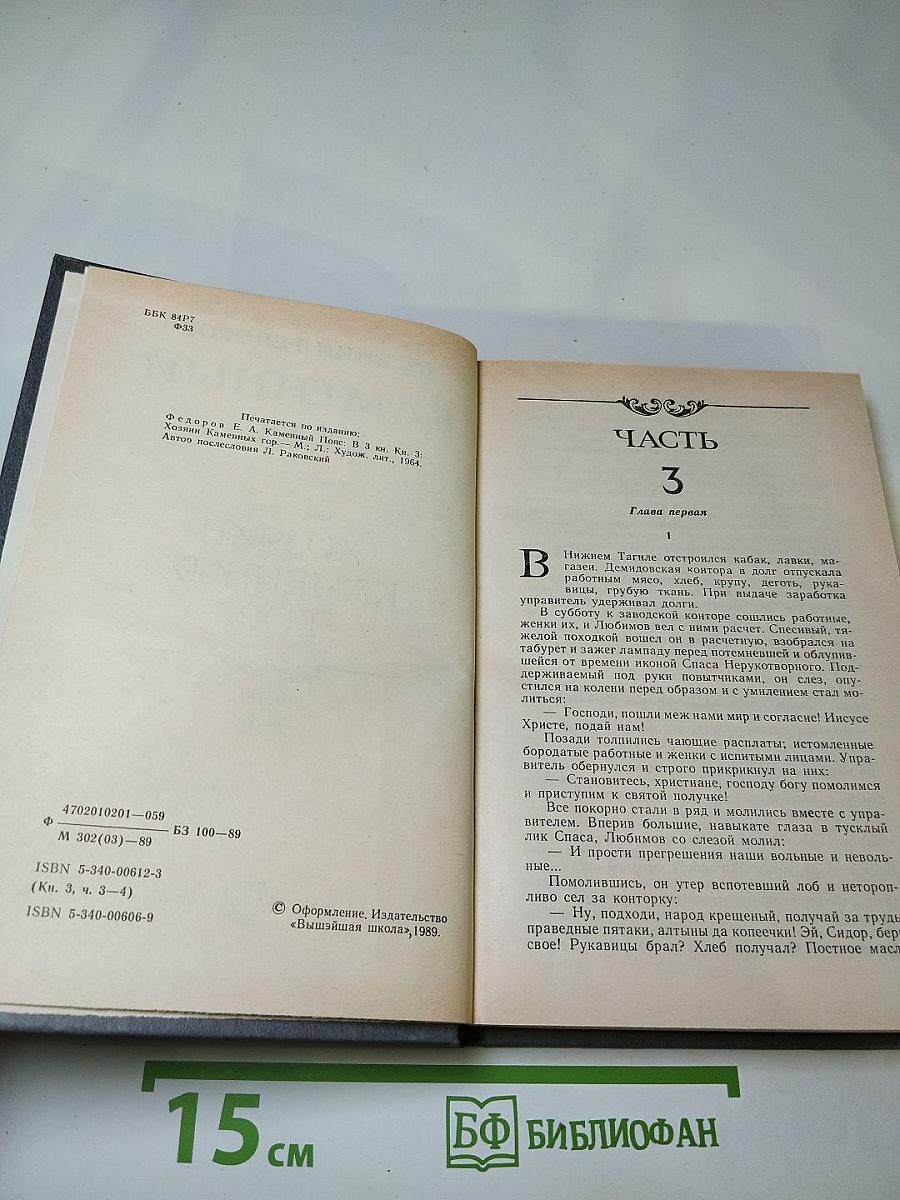 ББК 84Р7
Ф33
Печатается по изданию:
Федоров Е. А. Каменный Пояс: В 3 кн. Кн. 3:
Хозяин Каменных гор.— М.; Л.: Худож. лит., 1964.
Автор послесловия Л. Раковский
Ф 4702010201—059
М 302(03)—89
БЗ 100—89
ISBN 5-340-00612-3
(Кн. 3, ч. 3—4)
ISBN 5-340-00606-9
© Оформление. Издательство
«Вышэйшая школа», 1989.
ЧАСТЬ
3
Глава первая
1
В Нижнем Тагиле отстроился кабак, лавки, ма-
газеи. Демидовская контора в долг отпускала
работным мясо, хлеб, крупу, деготь, рука-
вицы, грубую ткань. При выдаче заработка
управитель удерживал долги.
В субботу к заводской конторе сошлись работные,
женки их, и Любимов вел с ними расчет. Спесивый, тя-
желой походкой вошел он в расчетную, взобрался на
табурет и зажег лампаду перед потемневшей и облупив-
шейся от времени иконой Спаса Нерукотворного. Под-
держиваемый под руки повытчиками, он слез, опу-
стился на колени перед образом и с умилением стал мо-
литься:
— Господи, пошли меж нами мир и согласие! Иисусе
Христе, подай нам!
Позади толпились чающие расплаты; истомленные
бородатые работные и женки с испитыми лицами. Упра-
витель обернулся и строго прикрикнул на них:
— Становитесь, христиане, господу богу помолимся
и приступим к святой получке!
Все покорно стали в ряд и молились вместе с упра-
вителем. Вперив большие, навыкате глаза в тусклый
лик Спаса, Любимов со слезой молил:
— И прости прегрешения наши вольные и неволь-
ные...
Помолившись, он утер вспотевший лоб и нетороп-
ливо сел за конторку:
— Ну, подходи, народ крещеный, получай за труды
праведные пятаки, алтыны да копеечки! Эй, Сидор, бер
свое! Рукавицы брал? Хлеб получал? Постное масл
15 см
БФ БИБЛИОФАН